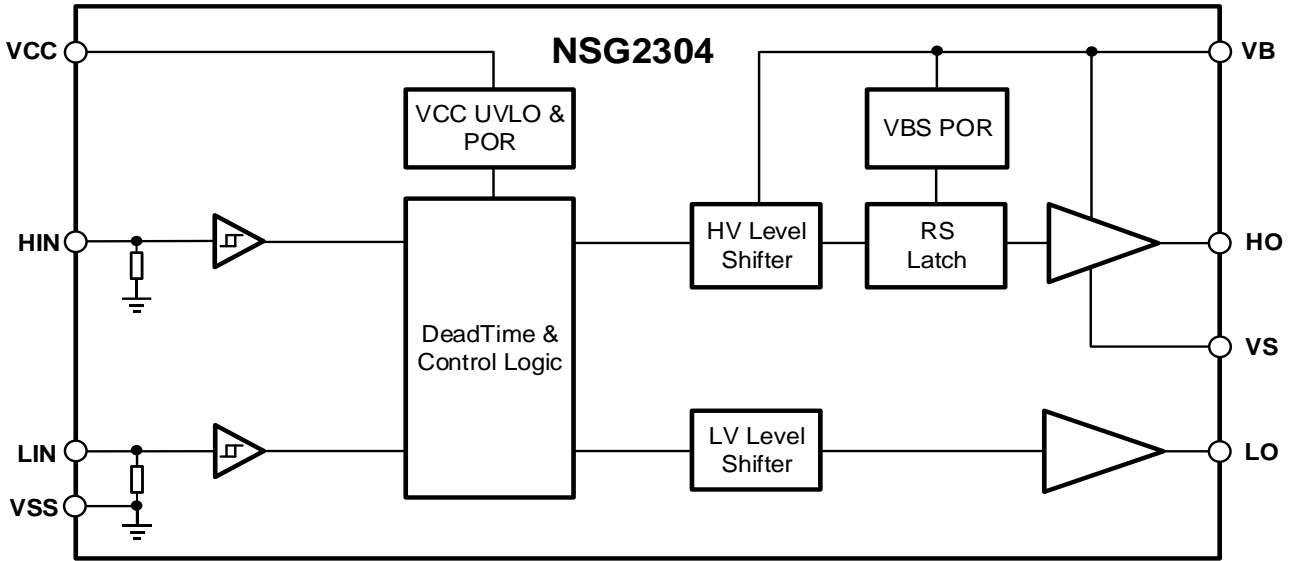 NSG2304
VCC
VB
VCC UVLO &
POR
VBS POR
HIN
HV Level
Shifter
RS
Latch
HO
DeadTime &
Control Logic
VS
LIN
LV Level
Shifter
LO
VSS